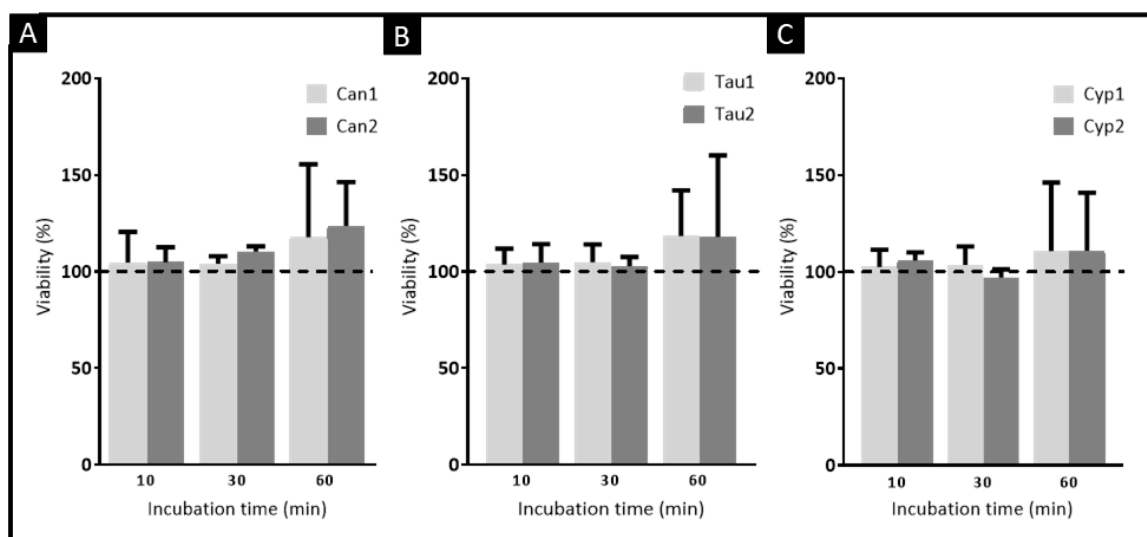 A
Can1
Can2
200
150
100
50
0
Viability (%)
10 30 60
Incubation time (min)
B
Tau1
Tau2
200
150
100
50
0
Viability (%)
10 30 60
Incubation time (min)
C
Cyp1
Cyp2
200
150
100
50
0
Viability (%)
10 30 60
Incubation time (min)